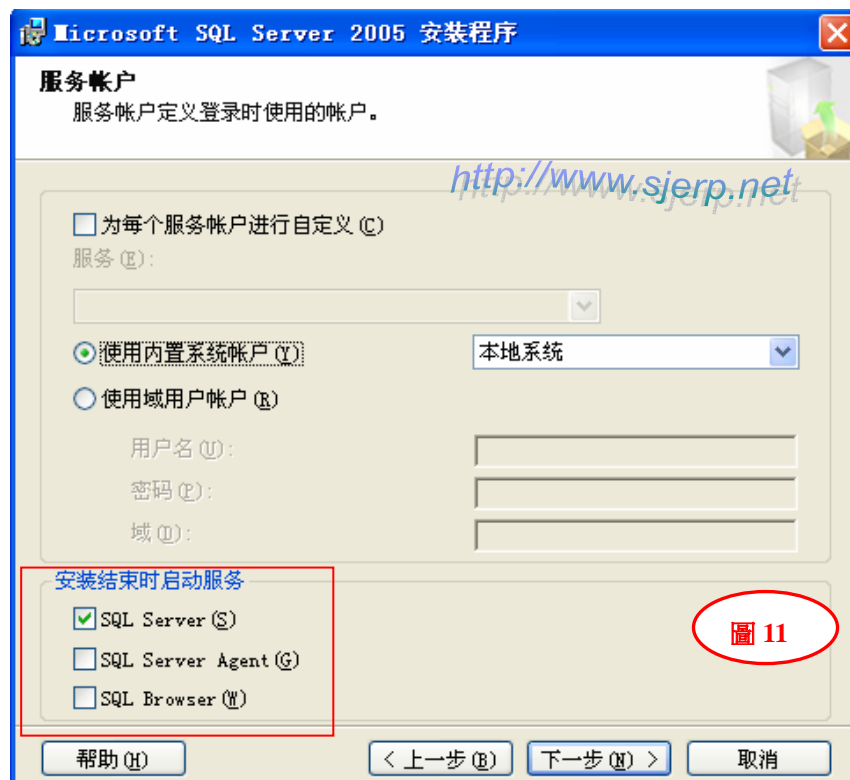 Microsoft SQL Server 2005 安装程序
服务帐户
服务帐户定义登录时使用的帐户。
http://www.sjerp.net
为每个服务帐户进行自定义(C)
服务(E):
使用内置系统帐户(Y)
本地系统
使用域用户帐户(R)
用户名(U):
密码(P):
域(D):
安装结束时启动服务
SQL Server(S)
SQL Server Agent(G)
SQL Browser(W)
圖 11
帮助(H)
< 上一步(B)
下一步(N) >
取消